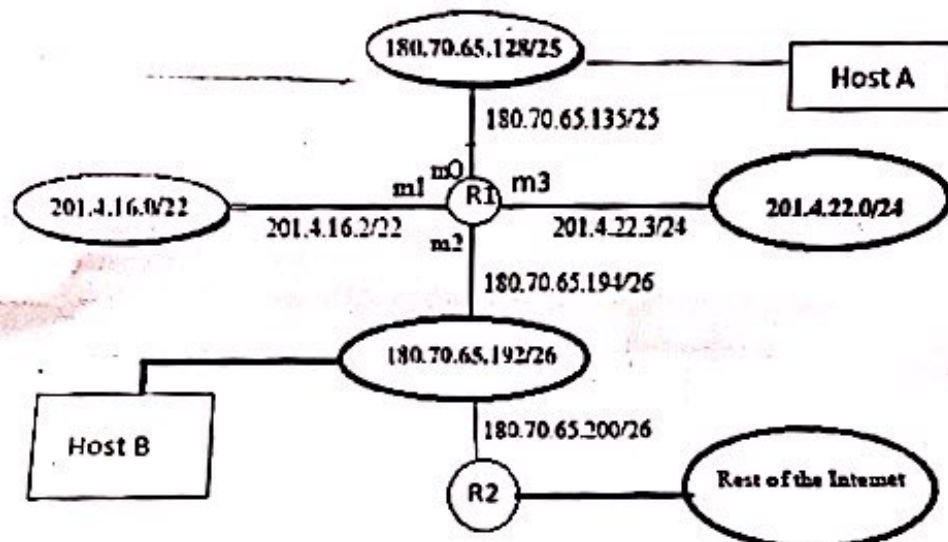 180.70.65.128/25
Host A
180.70.65.135/25
m0
m1
R1
m3
201.4.16.0/22
201.4.16.2/22
201.4.22.3/24
201.4.22.0/24
m2
180.70.65.194/26
180.70.65.192/26
Host B
180.70.65.200/26
R2
Rest of the Internet